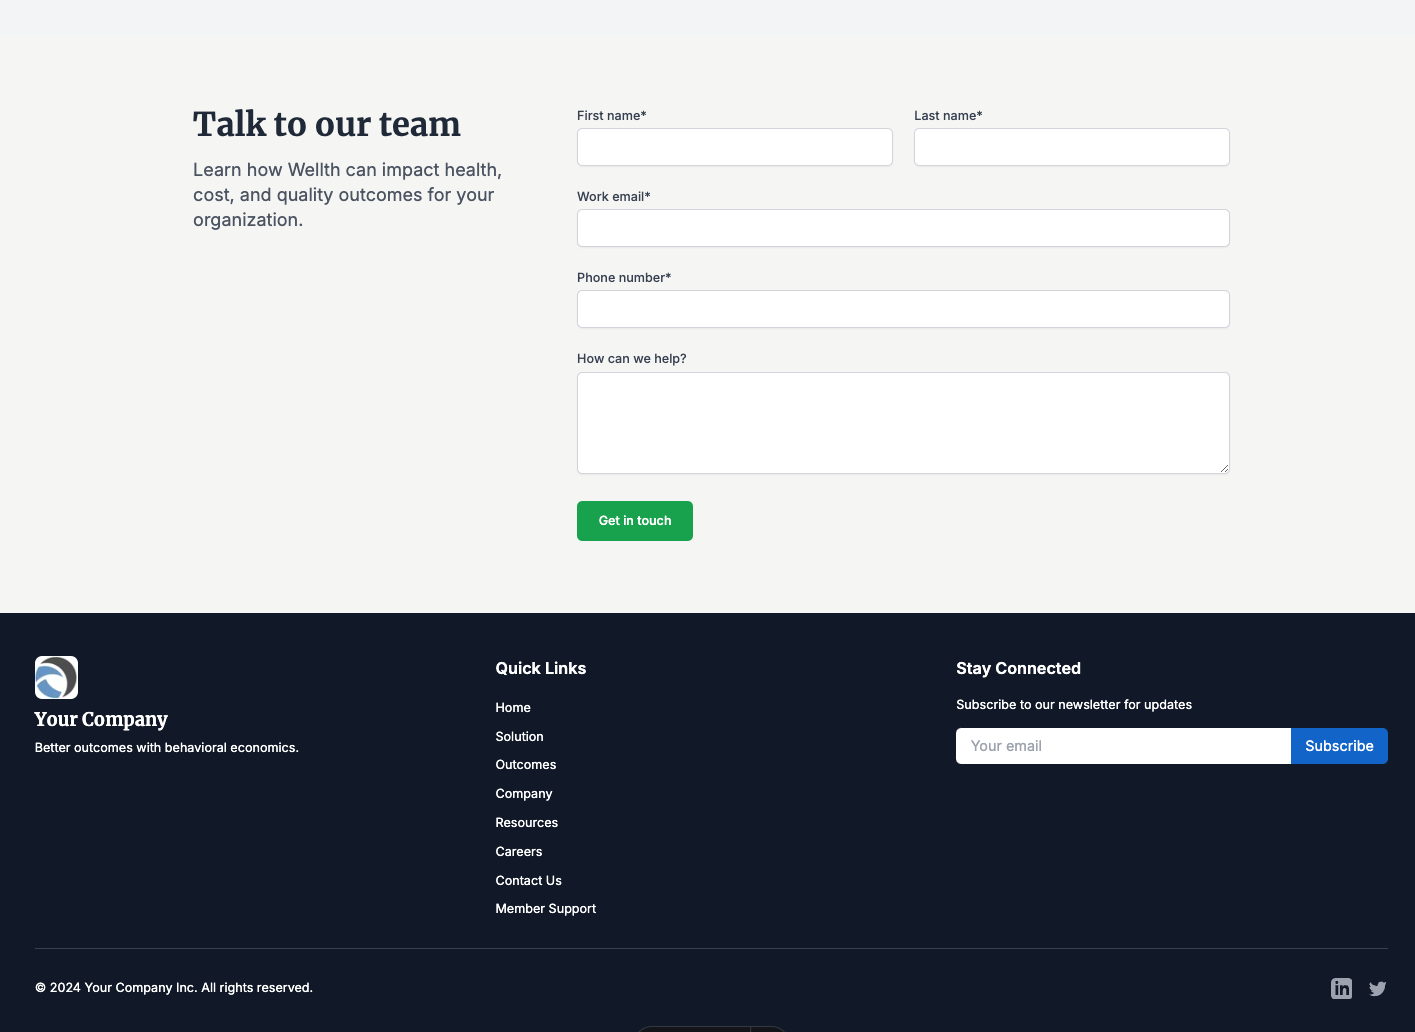 Talk to our team
Learn how Wellth can impact health,
cost, and quality outcomes for your
organization.
First name*
Last name*
Work email*
Phone number*
How can we help?
Get in touch
Your Company
Better outcomes with behavioral economics.
Quick Links
Home
Solution
Outcomes
Company
Resources
Careers
Contact Us
Member Support
Stay Connected
Subscribe to our newsletter for updates
Your email
Subscribe
© 2024 Your Company Inc. All rights reserved.
in